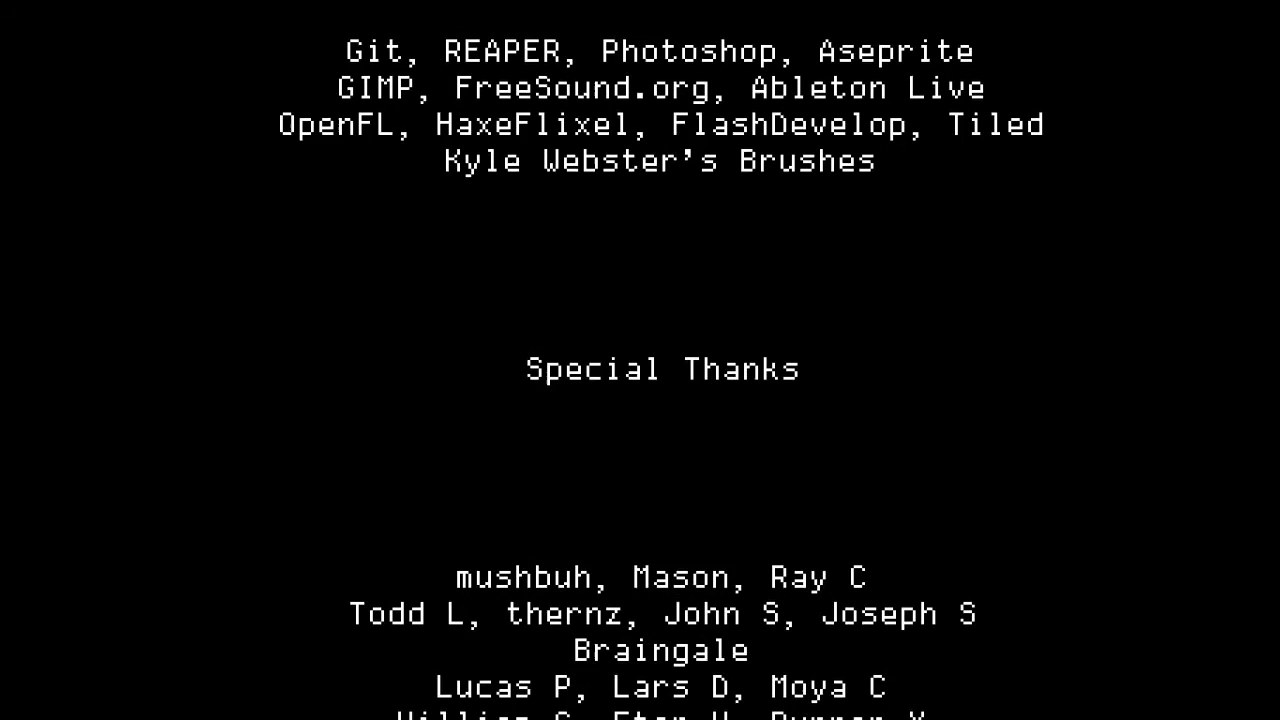 Git, REAPER, Photoshop, Aseprite
GIMP, FreeSound.org, Ableton Live
OpenFL, HaxeFlixel, FlashDevelop, Tiled
Kyle Webster's Brushes
Special Thanks
mushbuh, Mason, Ray C
Todd L, thernz, John S, Joseph S
Braingale
Lucas P, Lars D, Moya C